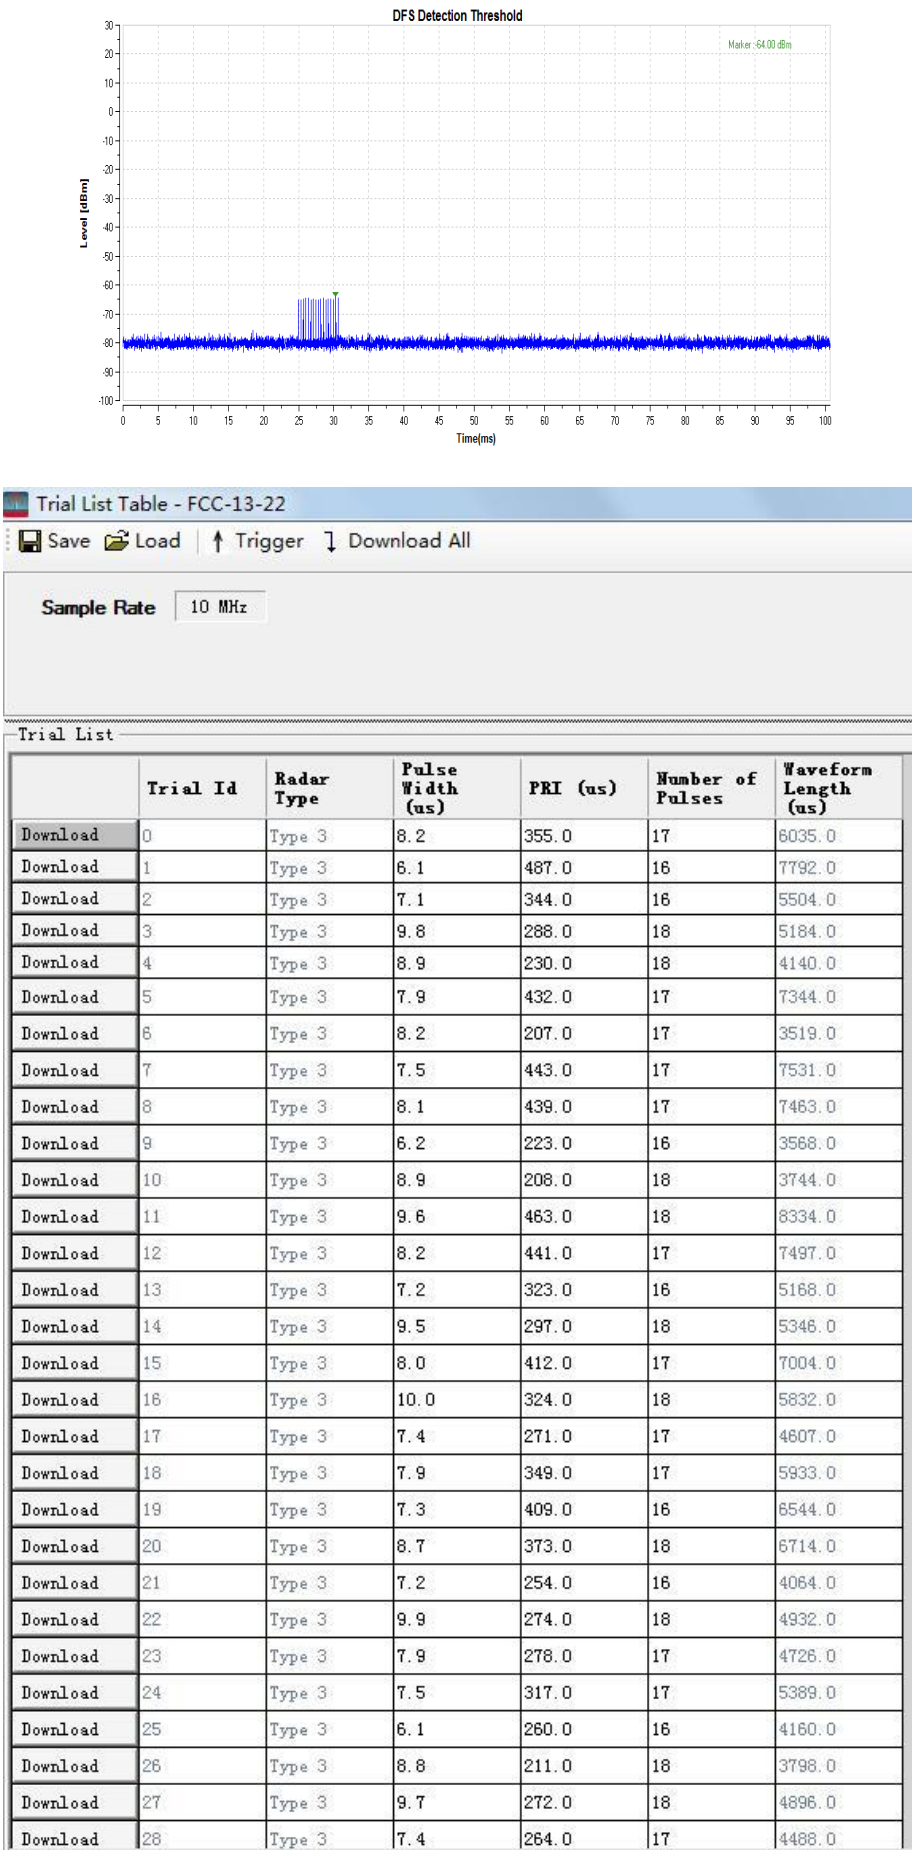 DFS Detection Threshold
Marker :-64.00 dBm
30
20
10
0
-10
-20
-30
-40
-50
-60
-70
-80
-90
-100
Level [dBm]
0 5 10 15 20 25 30 35 40 45 50 55 60 65 70 75 80 85 90 95 100
Time(ms)
Trial List Table - FCC-13-22
Save Load Trigger Download All
Sample Rate 10 MHz
Trial List
Trial Id Radar Type Pulse Width (us) PRI (us) Number of Pulses Waveform Length (us)
Download 0 Type 3 8.2 355.0 17 6035.0
Download 1 Type 3 6.1 487.0 16 7792.0
Download 2 Type 3 7.1 344.0 16 5504.0
Download 3 Type 3 9.8 288.0 18 5184.0
Download 4 Type 3 8.9 230.0 18 4140.0
Download 5 Type 3 7.9 432.0 17 7344.0
Download 6 Type 3 8.2 207.0 17 3519.0
Download 7 Type 3 7.5 443.0 17 7531.0
Download 8 Type 3 8.1 439.0 17 7463.0
Download 9 Type 3 6.2 223.0 16 3568.0
Download 10 Type 3 8.9 208.0 18 3744.0
Download 11 Type 3 9.6 463.0 18 8334.0
Download 12 Type 3 8.2 441.0 17 7497.0
Download 13 Type 3 7.2 323.0 16 5168.0
Download 14 Type 3 9.5 297.0 18 5346.0
Download 15 Type 3 8.0 412.0 17 7004.0
Download 16 Type 3 10.0 324.0 18 5832.0
Download 17 Type 3 7.4 271.0 17 4607.0
Download 18 Type 3 7.9 349.0 17 5933.0
Download 19 Type 3 7.3 409.0 16 6544.0
Download 20 Type 3 8.7 373.0 18 6714.0
Download 21 Type 3 7.2 254.0 16 4064.0
Download 22 Type 3 9.9 274.0 18 4932.0
Download 23 Type 3 7.9 278.0 17 4726.0
Download 24 Type 3 7.5 317.0 17 5389.0
Download 25 Type 3 6.1 260.0 16 4160.0
Download 26 Type 3 8.8 211.0 18 3798.0
Download 27 Type 3 9.7 272.0 18 4896.0
Download 28 Type 3 7.4 264.0 17 4488.0